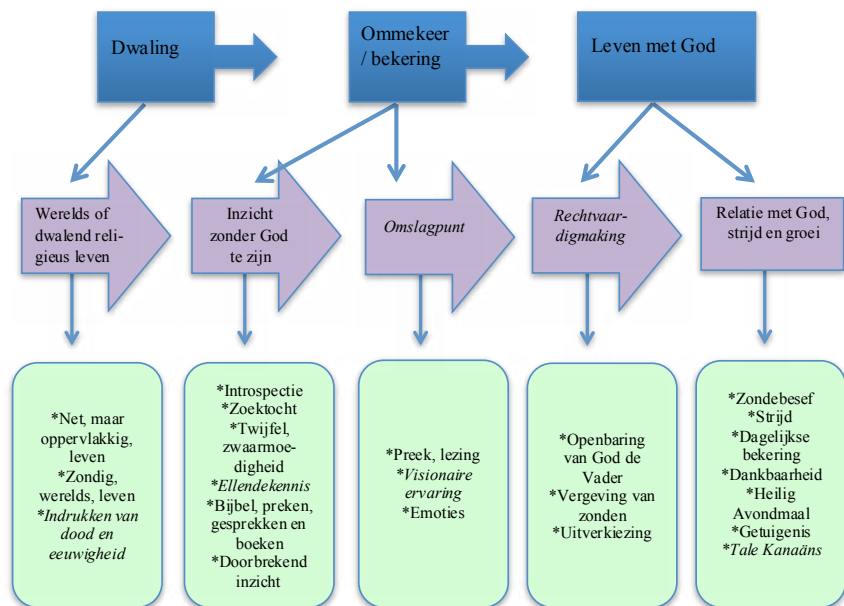 Dwaling
Ommekeer
/ bekering
Leven met God
Werelds of
dwalend reli-
gieus leven
Inzicht
zonder God
te zijn
Omslagpunt
Rechtvaar-
digmaking
Relatie met God,
strijd en groei
*Net, maar
oppervlakkig,
leven
*Zondig,
werelds, leven
*Indrukken van
dood en
eeuwigheid
*Introspectie
*Zoektocht
*Twijfel,
zwaarmoe-
digheid
*Ellendekennis
*Bijbel, preken,
gesprekken en
boeken
*Doorbrekend
inzicht
*Preek, lezing
*Visionaire
ervaring
*Emoties
*Openbaring
van God de
Vader
*Vergeving van
zonden
*Uitverkiezing
*Zondebesef
*Strijd
*Dagelijkse
bekering
*Dankbaarheid
*Heilig
Avondmaal
*Getuigenis
*Tale Kanaäns